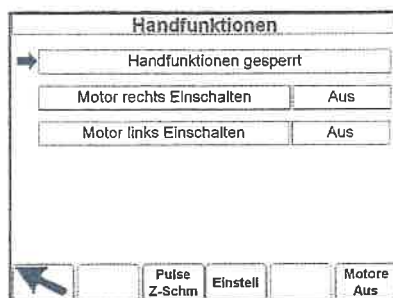 Handfunktionen
Handfunktionen gesperrt
Motor rechts Einschalten Aus
Motor links Einschalten Aus
Pulse Z-Schm Einstell Motore Aus